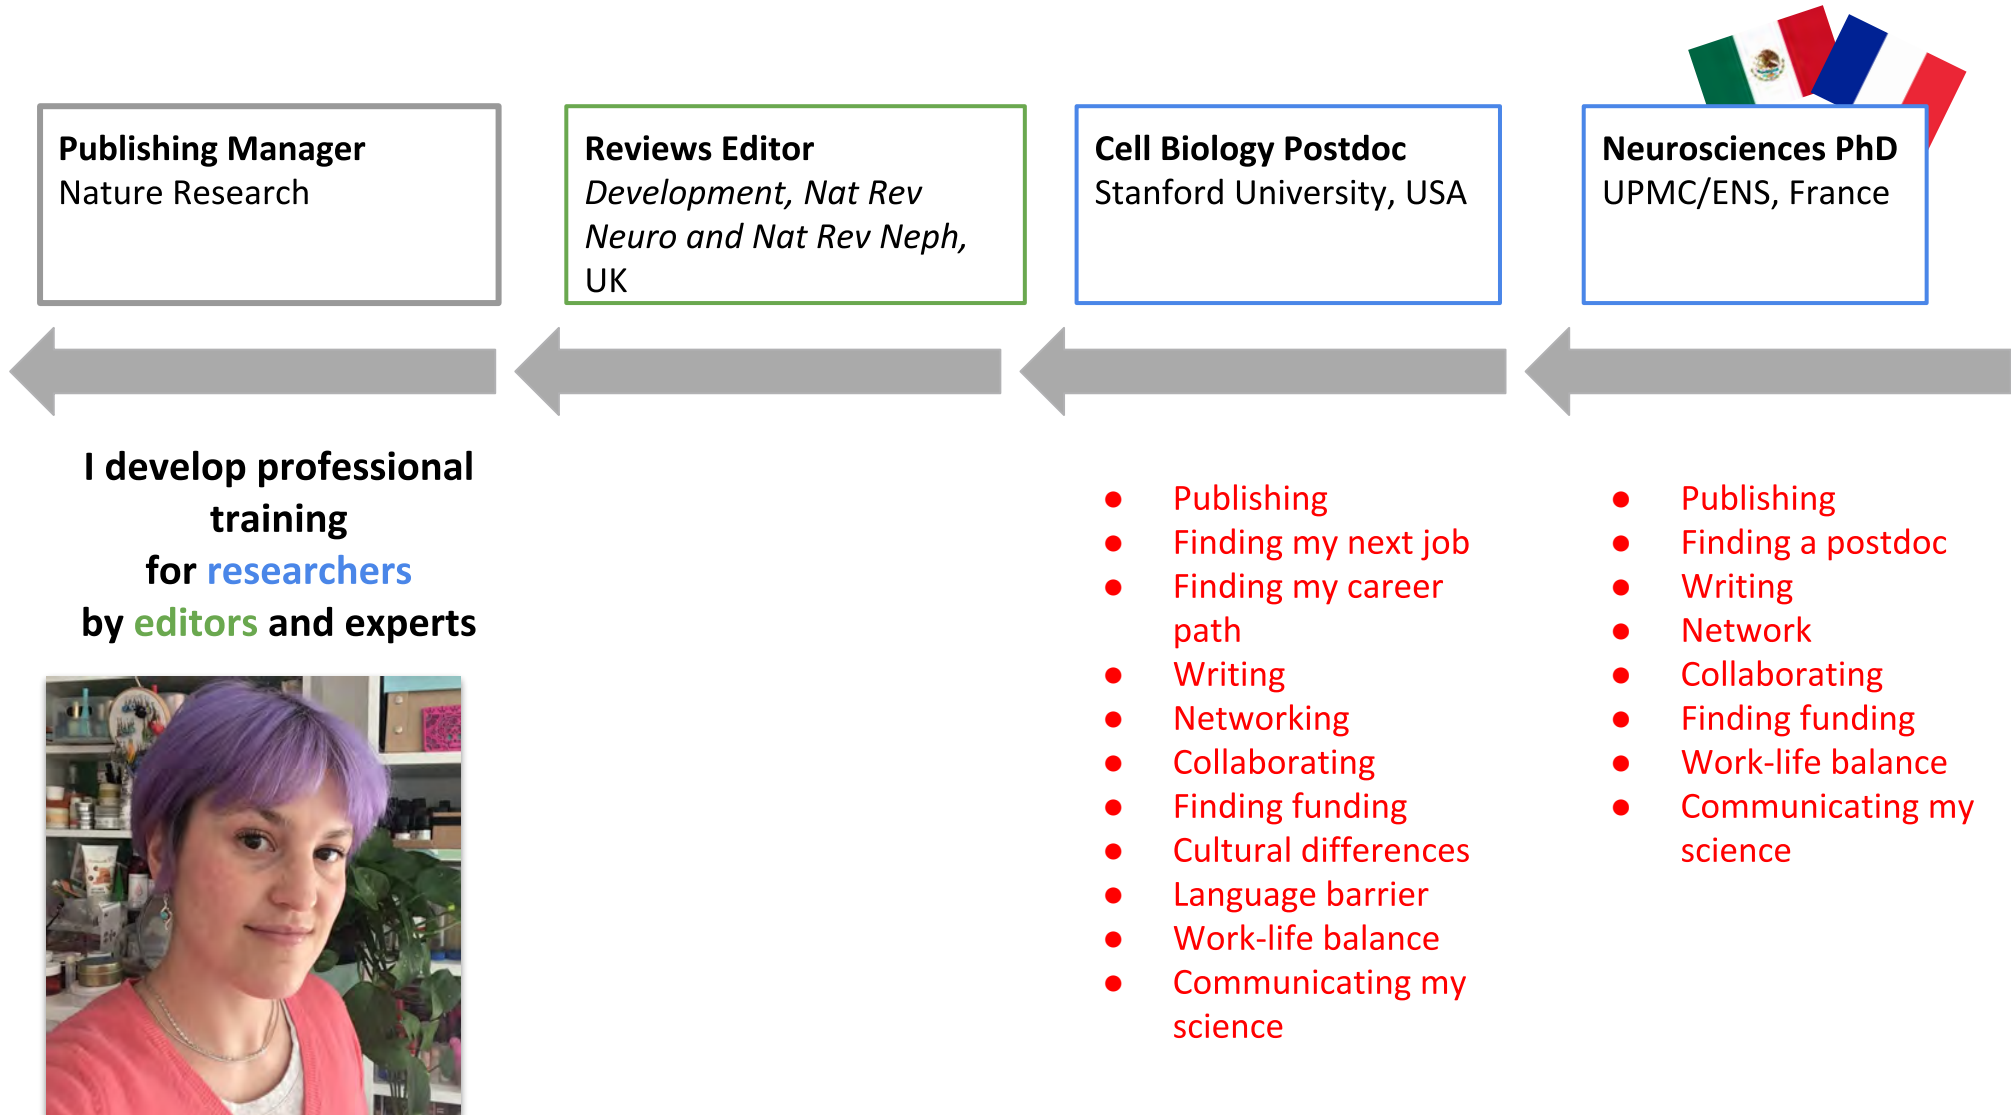 Publishing Manager
Nature Research
Reviews Editor
Development, Nat Rev
Neuro and Nat Rev Neph,
UK
Cell Biology Postdoc
Stanford University, USA
Neurosciences PhD
UPMC/ENS, France
I develop professional
training
for researchers
by editors and experts
● Publishing
● Finding my next job
● Finding my career
path
● Writing
● Networking
● Collaborating
● Finding funding
● Cultural differences
● Language barrier
● Work-life balance
● Communicating my
science
● Publishing
● Finding a postdoc
● Writing
● Network
● Collaborating
● Finding funding
● Work-life balance
● Communicating my
science